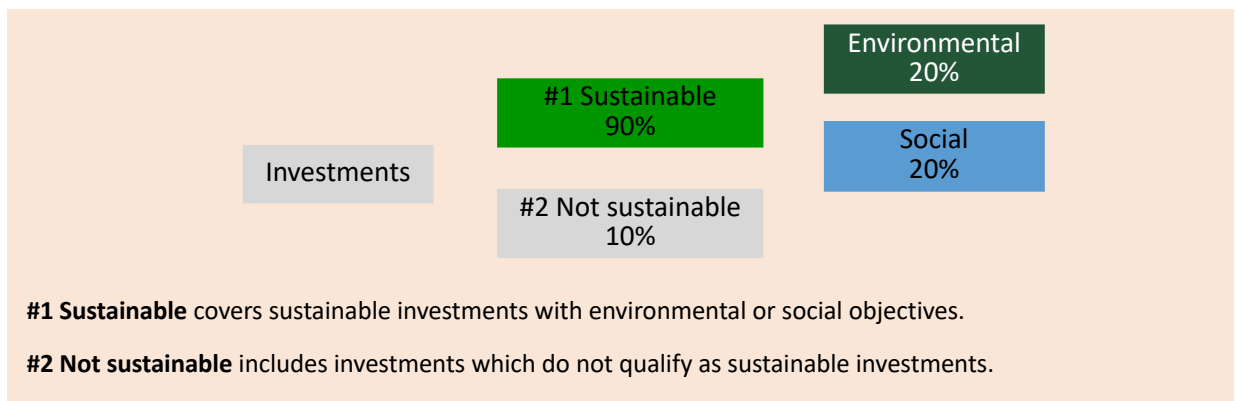 Environmental
20%
#1 Sustainable
90%
Social
20%
Investments
#2 Not sustainable
10%
#1 Sustainable covers sustainable investments with environmental or social objectives.
#2 Not sustainable includes investments which do not qualify as sustainable investments.